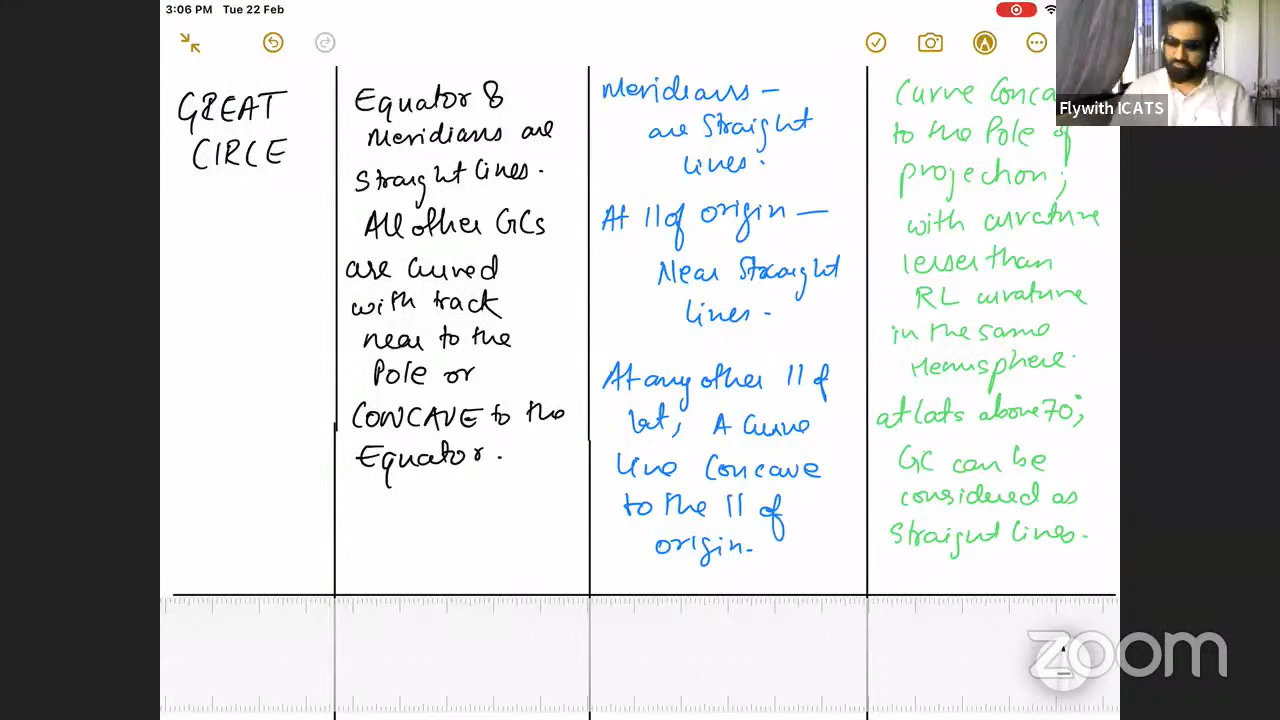 3:06 PM Tue 22 Feb
Flywith ICATS
GREAT
CIRCE
Equator &
Meridians are
Straight lines.
All other GCs
are curved
with track
near to the
Pole or
CONCAVE to the
Equator.
Meridians –
are Straight
lines.
At || of origin –
Near Straight
lines.
At any other || of
lat, A curve
line Concave
to the || of
origin.
Curve Conca
to the Pole of
projection;
with curvature
lesser than
RL curvature
in the same
Hemisphere.
at lats above 70°;
GC can be
considered as
Straight lines.
zoom